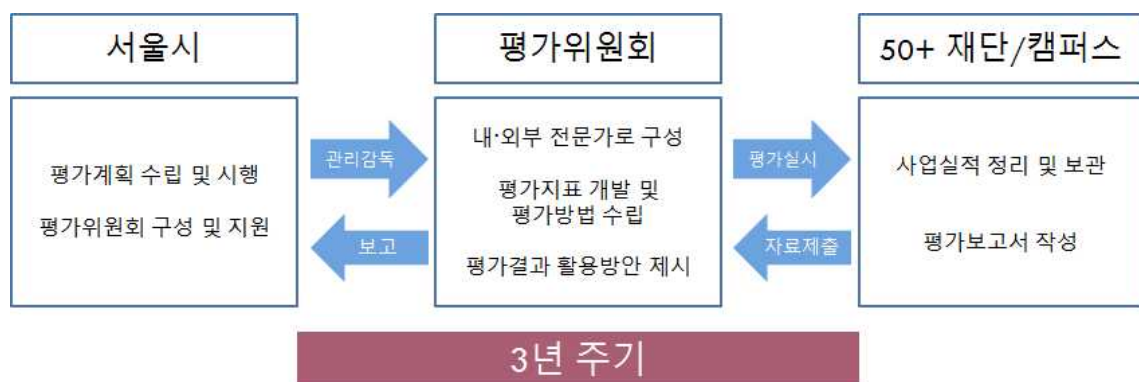 서울시
평가위원회
50+ 재단/캠퍼스
평가계획 수립 및 시행
평가위원회 구성 및 지원
관리감독
보고
내·외부 전문가로 구성
평가지표 개발 및
평가방법 수립
평가결과 활용방안 제시
평가실시
자료제출
사업실적 정리 및 보관
평가보고서 작성
3년 주기